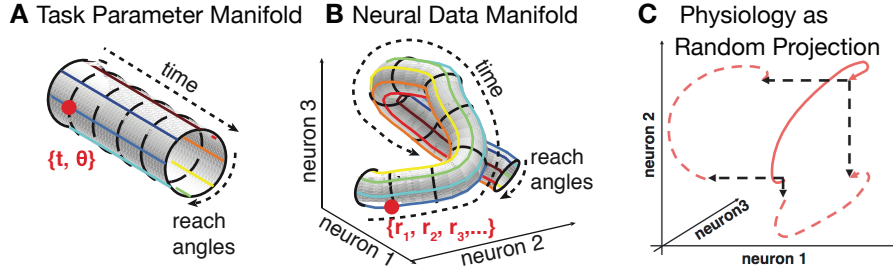 A Task Parameter Manifold
time
{t, θ}
reach
angles
B Neural Data Manifold
time
neuron 3
reach
angles
{r1, r2, r3,...}
neuron 1
neuron 2
C Physiology as
Random Projection
neuron 2
neuron3
neuron 1